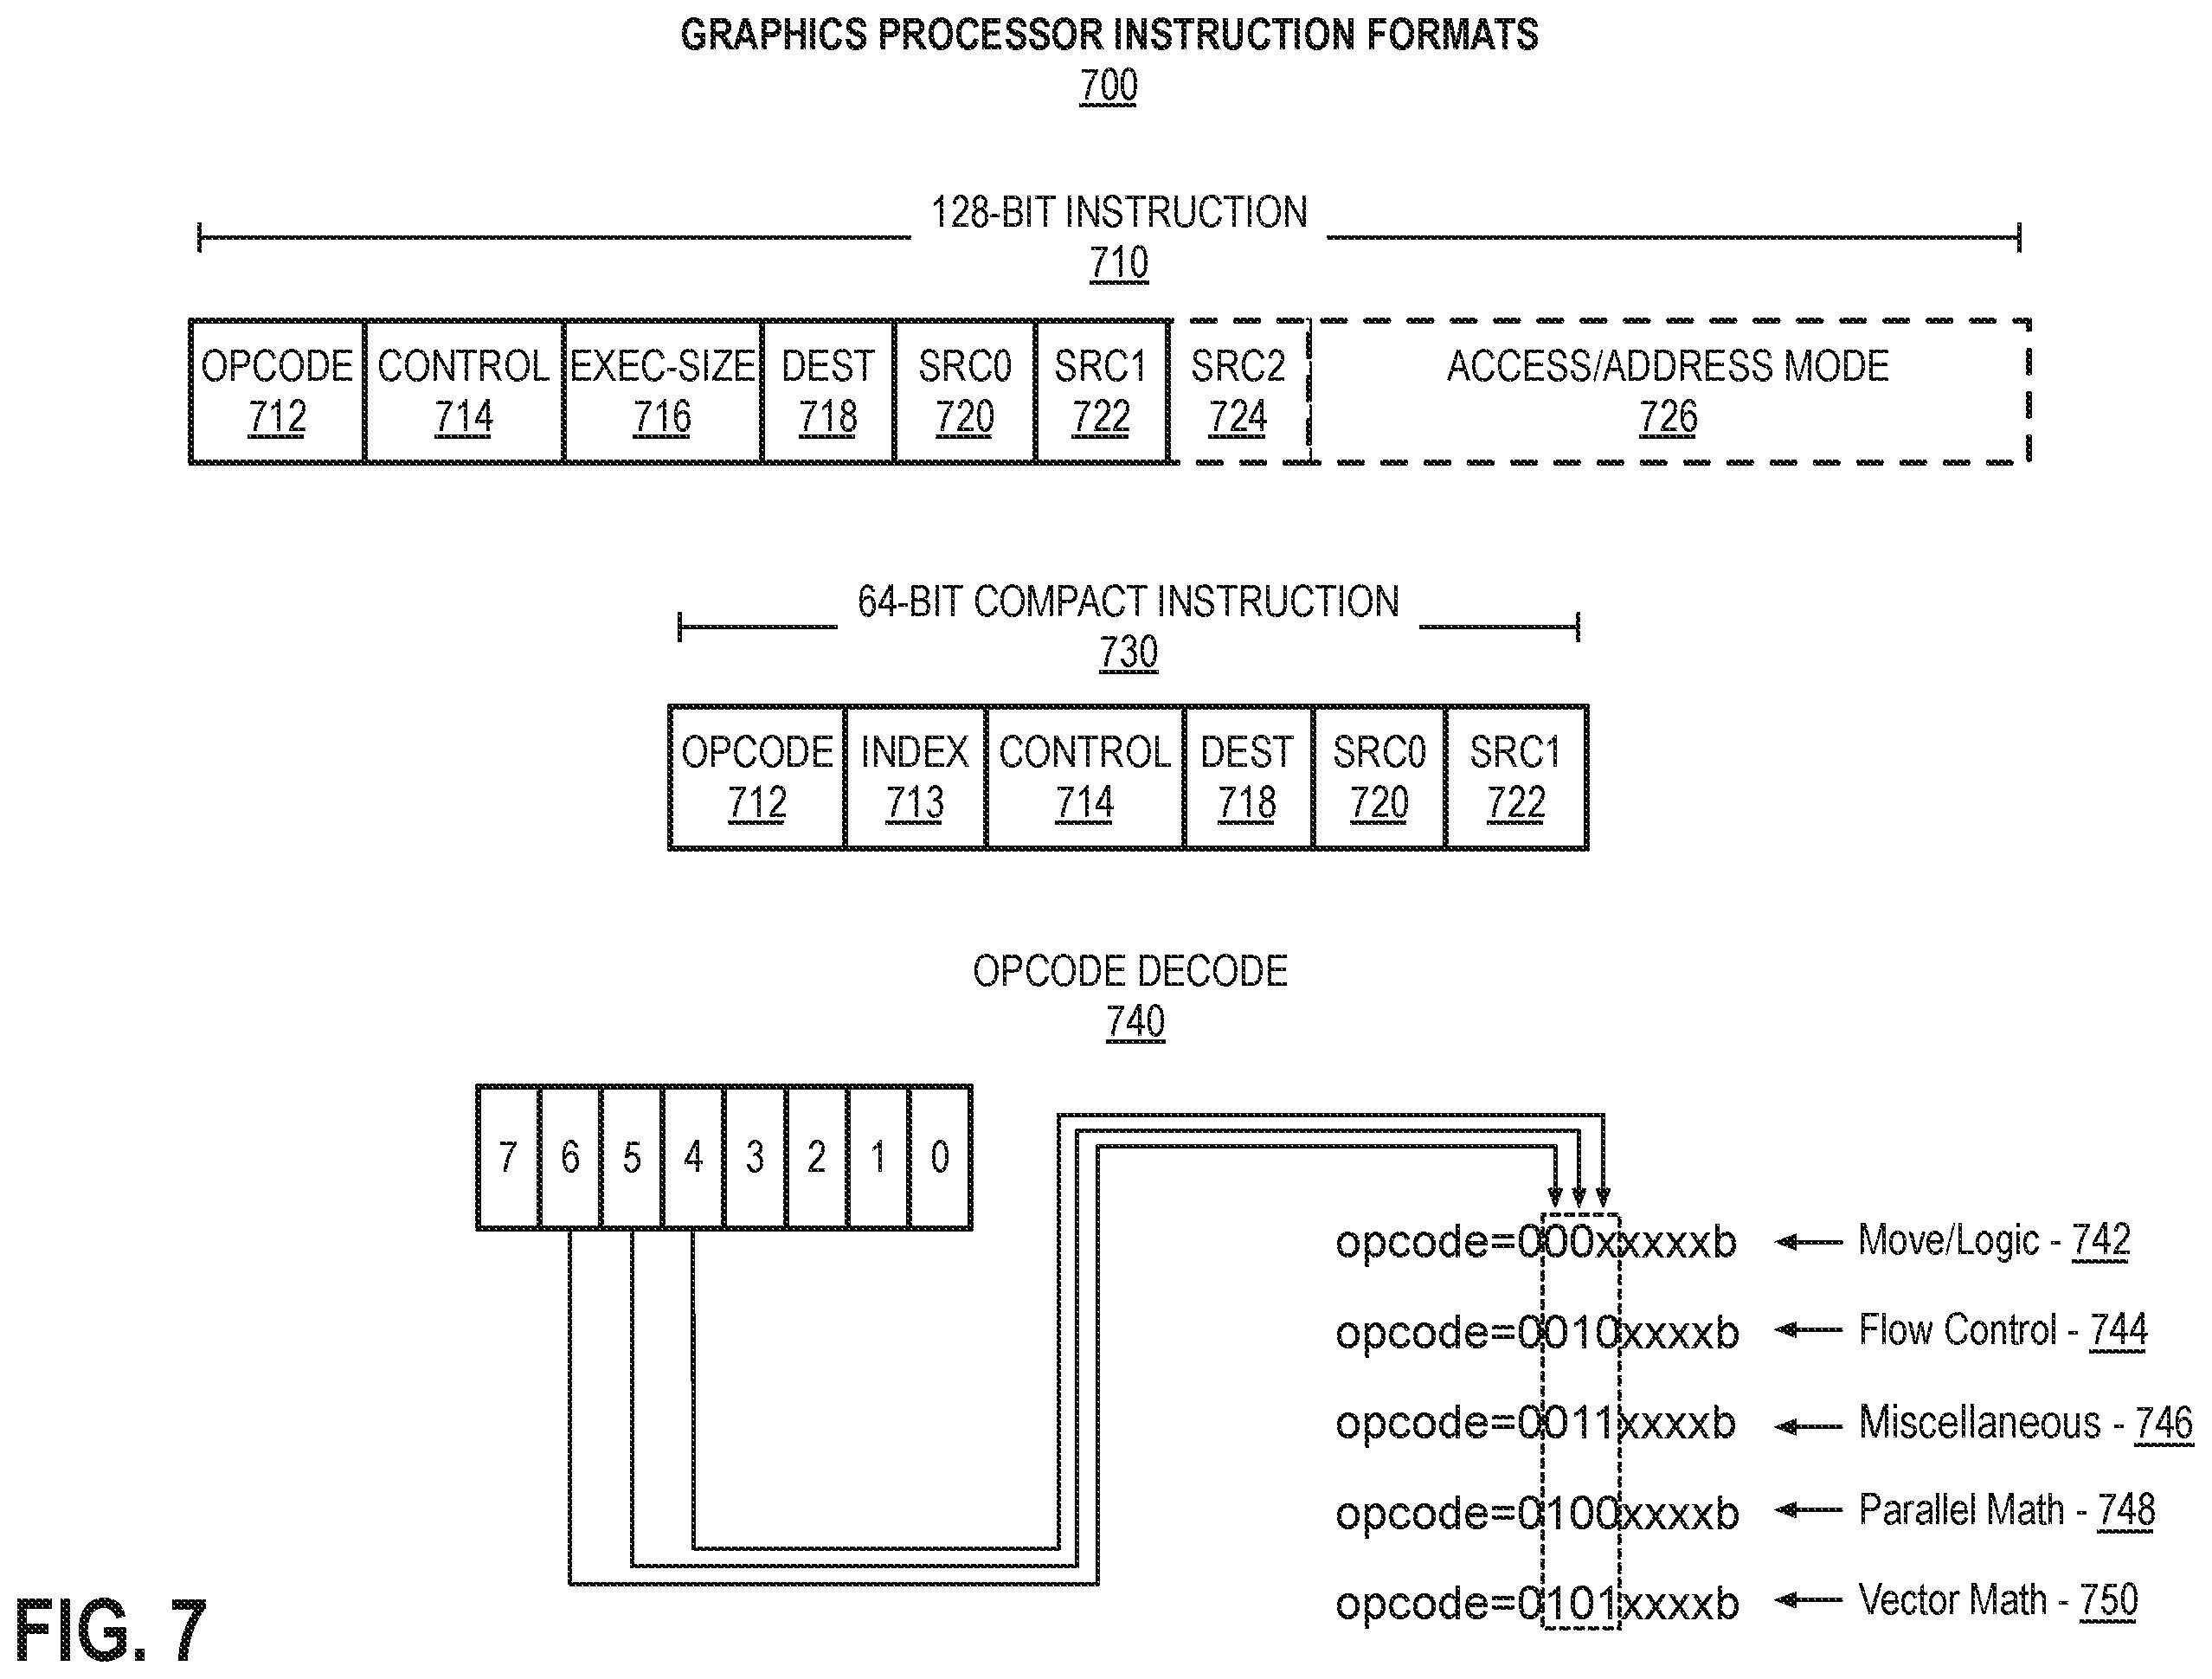 GRAPHICS PROCESSOR INSTRUCTION FORMATS
700
128-BIT INSTRUCTION
710
OPCODE CONTROL EXEC-SIZE DEST SRC0 SRC1 SRC2 ACCESS/ADDRESS MODE
712 714 716 718 720 722 724 726
64-BIT COMPACT INSTRUCTION
730
OPCODE INDEX CONTROL DEST SRC0 SRC1
712 713 714 718 720 722
OPCODE DECODE
740
7 6 5 4 3 2 1 0
opcode=000xxxxxb Move/Logic - 742
opcode=0010xxxxb Flow Control - 744
opcode=0011xxxxb Miscellaneous - 746
opcode=0100xxxxb Parallel Math - 748
opcode=0101xxxxb Vector Math - 750
FIG. 7